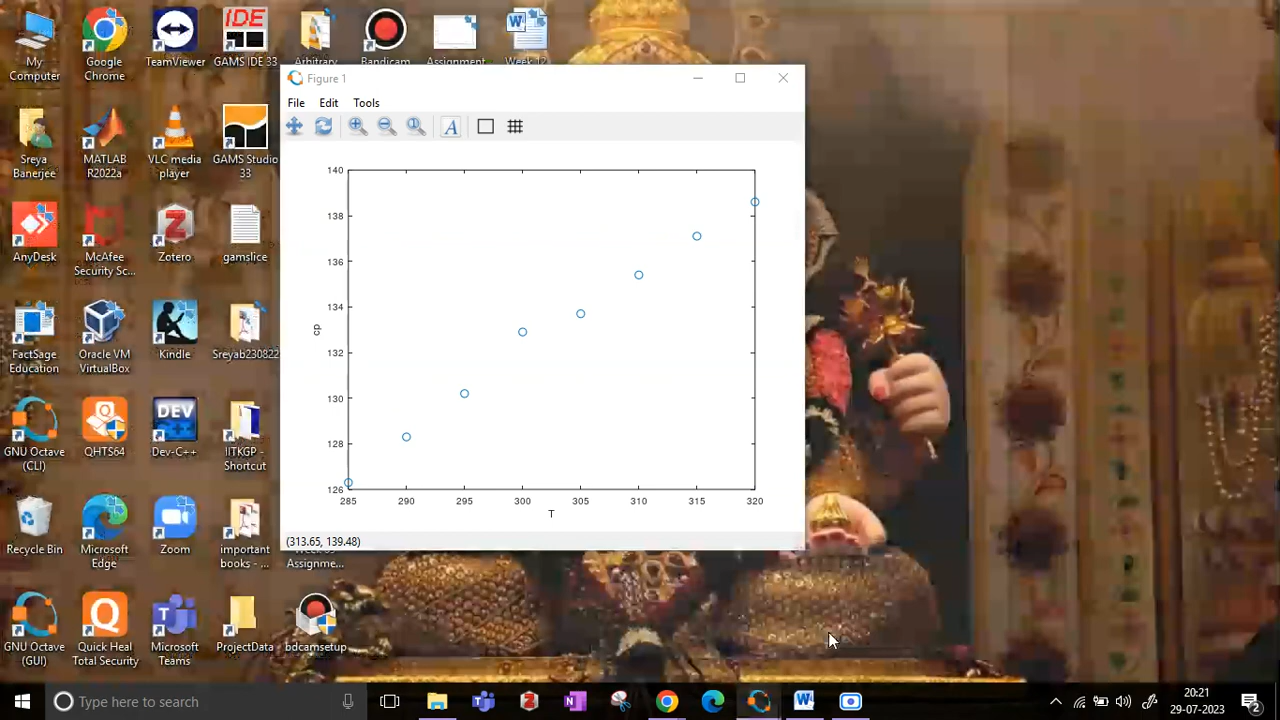 IDE
My
Computer
Google
Chrome
TeamViewer
GAMS IDE 33
Arbitrary
Bandicam
Assignment
Week 12
Figure 1
File Edit Tools
A
Sreya
Banerjee
MATLAB
R2022a
VLC media
player
GAMS Studio
33
140
138
136
134
132
130
128
126
cp
285 290 295 300 305 310 315 320
T
(313.65, 139.48)
AnyDesk
McAfee
Security Sc...
Zotero
gamslice
FactSage
Education
Oracle VM
VirtualBox
Kindle
Sreyab230822
GNU Octave
(CLI)
QHTS64
DEV
Dev-C++
IITKGP -
Shortcut
Recycle Bin
Microsoft
Edge
Zoom
important
books - ...
Assignme...
GNU Octave
(GUI)
Quick Heal
Total Security
Microsoft
Teams
ProjectData
bdcamsetup
Type here to search
20:21
29-07-2023
2